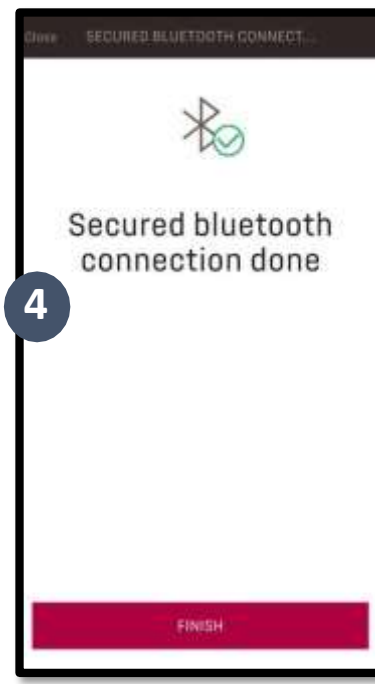 Close SECURED BLUETOOTH CONNECT...
Secured bluetooth
connection done
4
FINISH